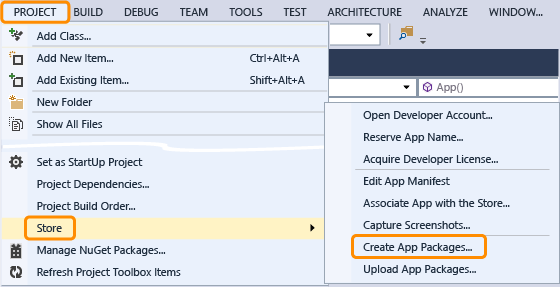 PROJECT BUILD DEBUG TEAM TOOLS TEST ARCHITECTURE ANALYZE WINDOW...
Add Class...
Add New Item... Ctrl+Alt+A
Add Existing Item... Shift+Alt+A
New Folder
Show All Files
Set as StartUp Project
Project Dependencies...
Project Build Order...
Store
Manage NuGet Packages...
Refresh Project Toolbox Items
App()
Open Developer Account...
Reserve App Name...
Acquire Developer License...
Edit App Manifest
Associate App with the Store...
Capture Screenshots...
Create App Packages...
Upload App Packages...